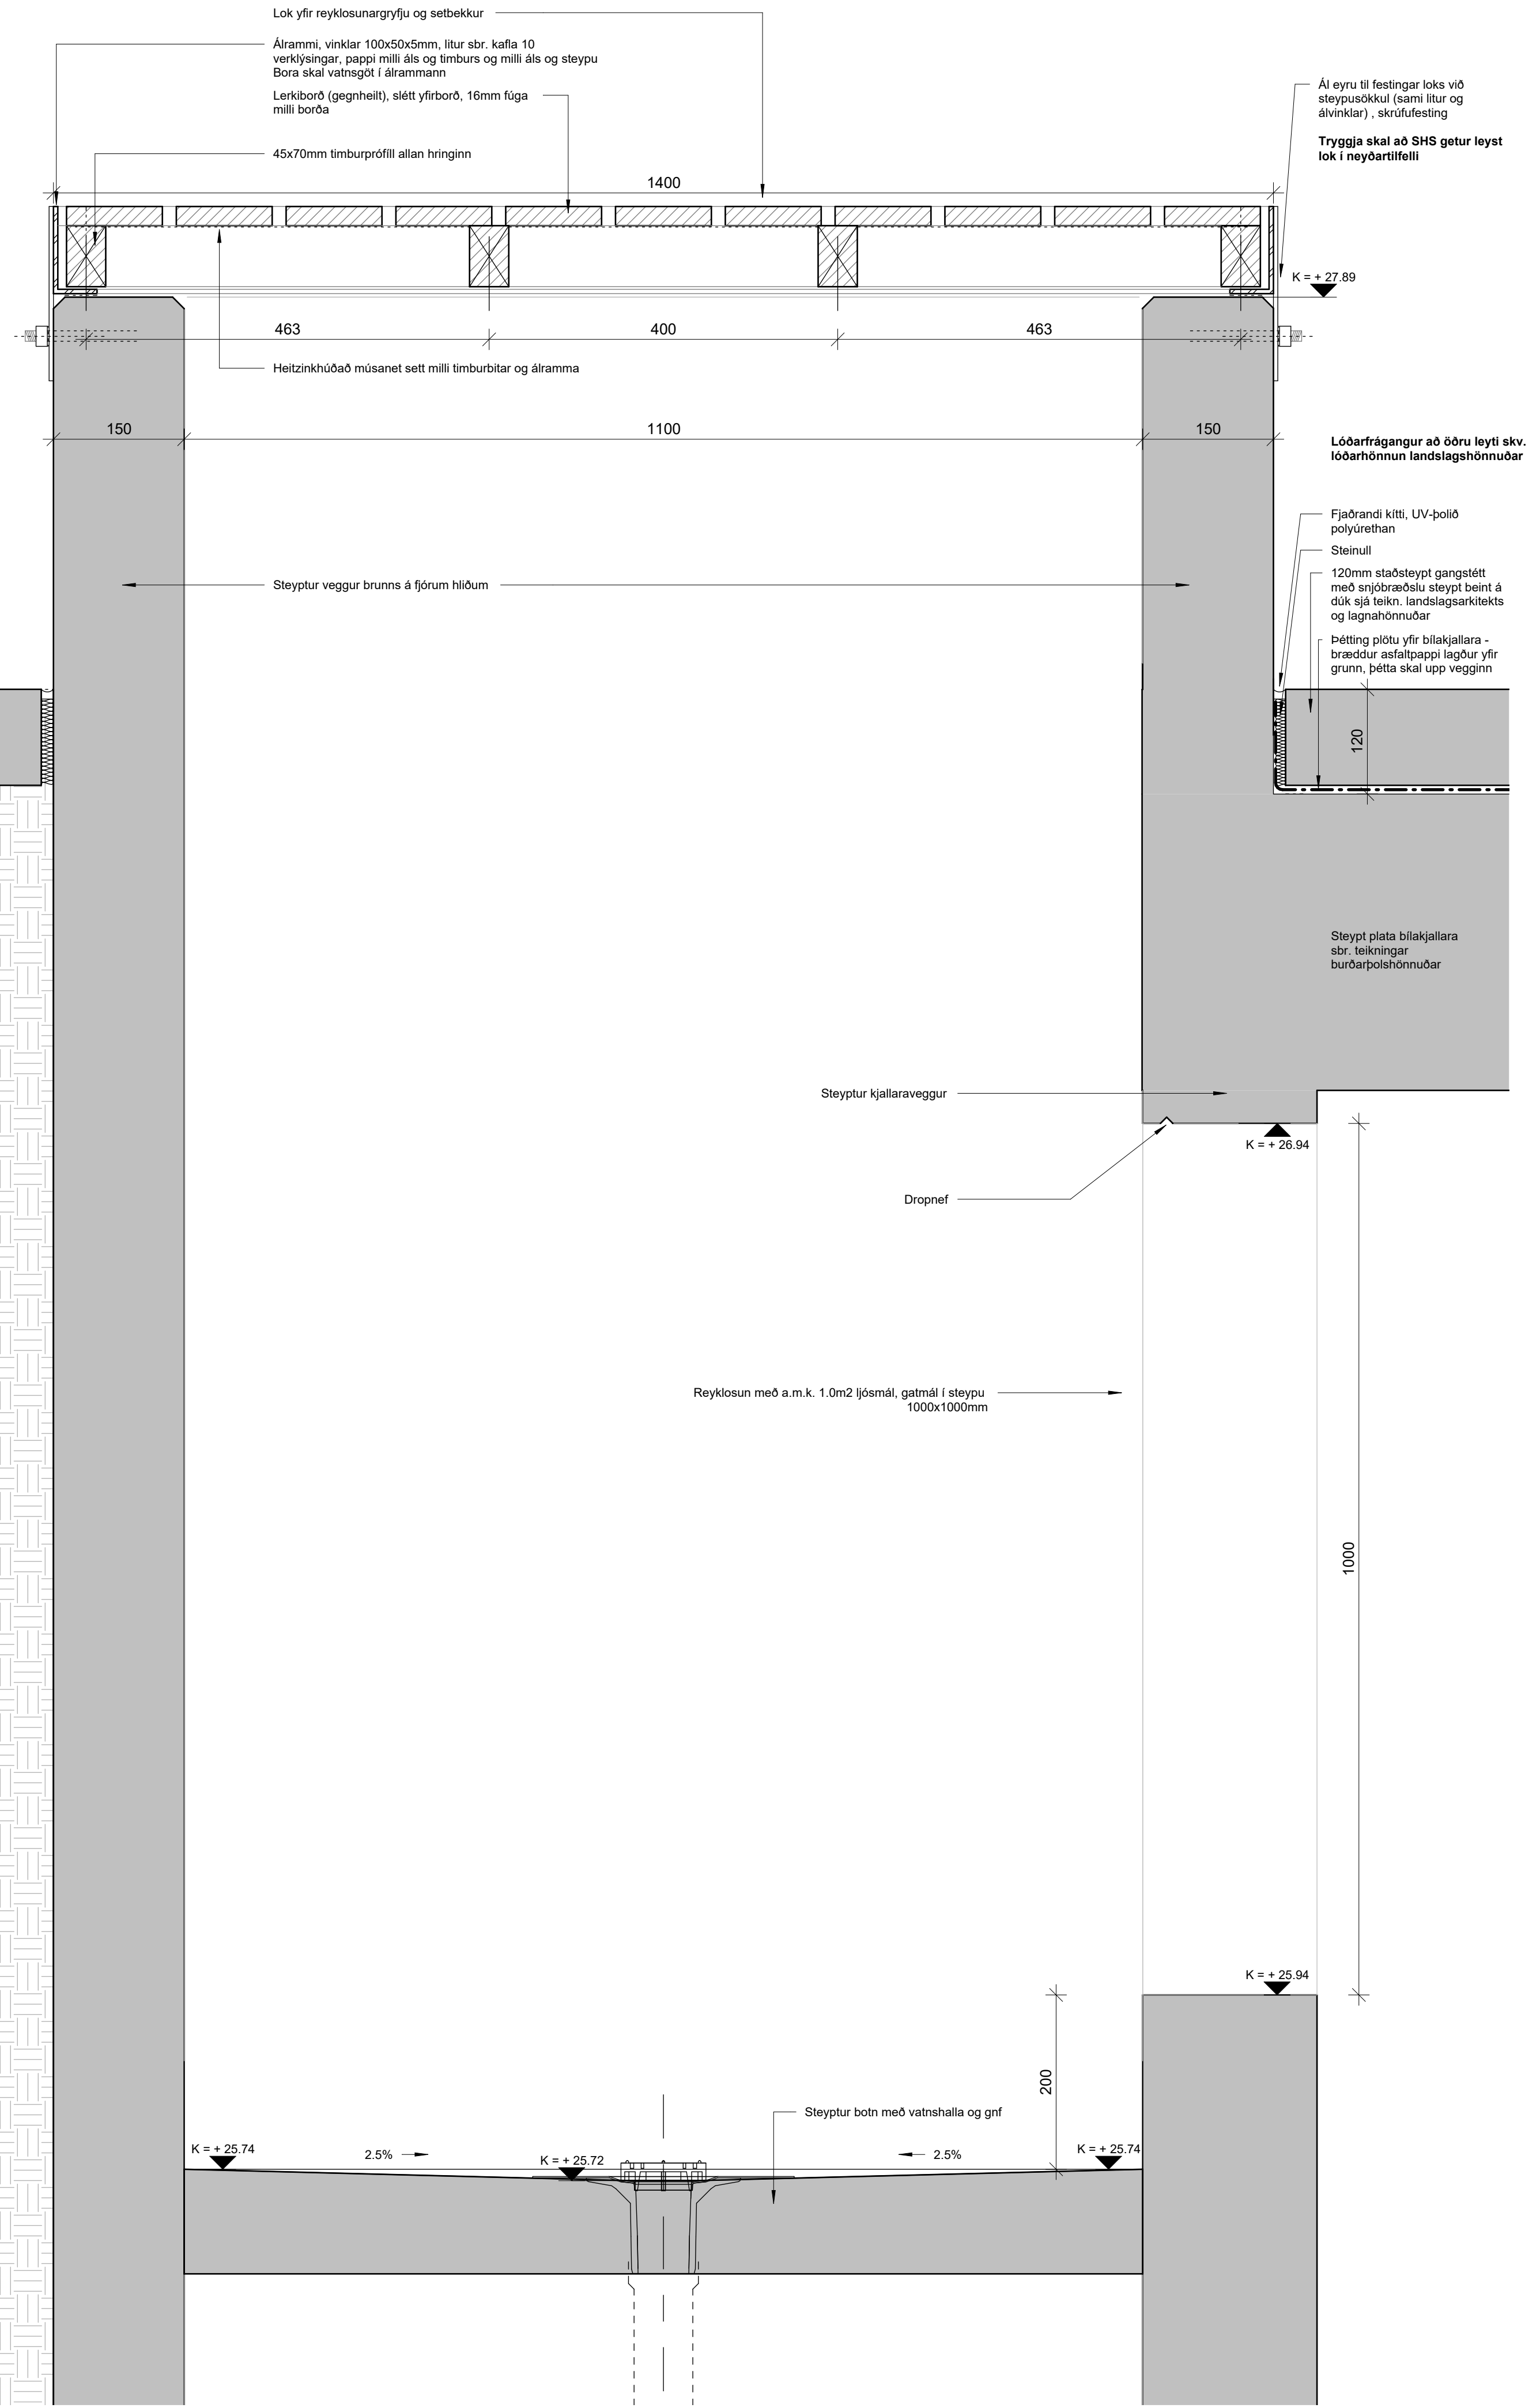 Lok yfir reyklosunargryfju og setbekkur
Álrammi, vinklar 100x50x5mm, litur sbr. kafla 10
verklýsingar, pappi milli áls og timburs og milli áls og steypu
Bora skal vatnsgöt í álrammann
Lerkiborð (gegnheilt), slétt yfirborð, 16mm fúga
milli borða
45x70mm timburprófíll allan hringinn
Ál eyru til festingar loks við
steypusökkul (sami litur og
álvinklar) , skrúfufesting
Tryggja skal að SHS getur leyst
lok í neyðartilfelli
1400
K = + 27.89
463
400
463
Heitzinkhúðað músanet sett milli timburbitar og álramma
150
1100
150
Lóðarfrágangur að öðru leyti skv.
lóðarhönnun landslagshönnuðar
Fjaðrandi kítti, UV-þolið
polyúrethan
Steinull
120mm staðsteypt gangstétt
með snjóbræðslu steypt beint á
dúk sjá teikn. landslagsarkitekts
og lagnahönnuðar
Þétting plötu yfir bílakjallara -
bræddur asfaltpappi lagður yfir
grunn, þétta skal upp vegginn
Steyptur veggur brunns á fjórum hliðum
120
Steypt plata bílakjallara
sbr. teikningar
burðarþolshönnuðar
Steyptur kjallaraveggur
K = + 26.94
Dropnef
Reyklosun með a.m.k. 1.0m2 ljósmál, gatmál í steypu
1000x1000mm
1000
K = + 25.94
200
Steyptur botn með vatnshalla og gnf
K = + 25.74
2.5%
K = + 25.72
2.5%
K = + 25.74